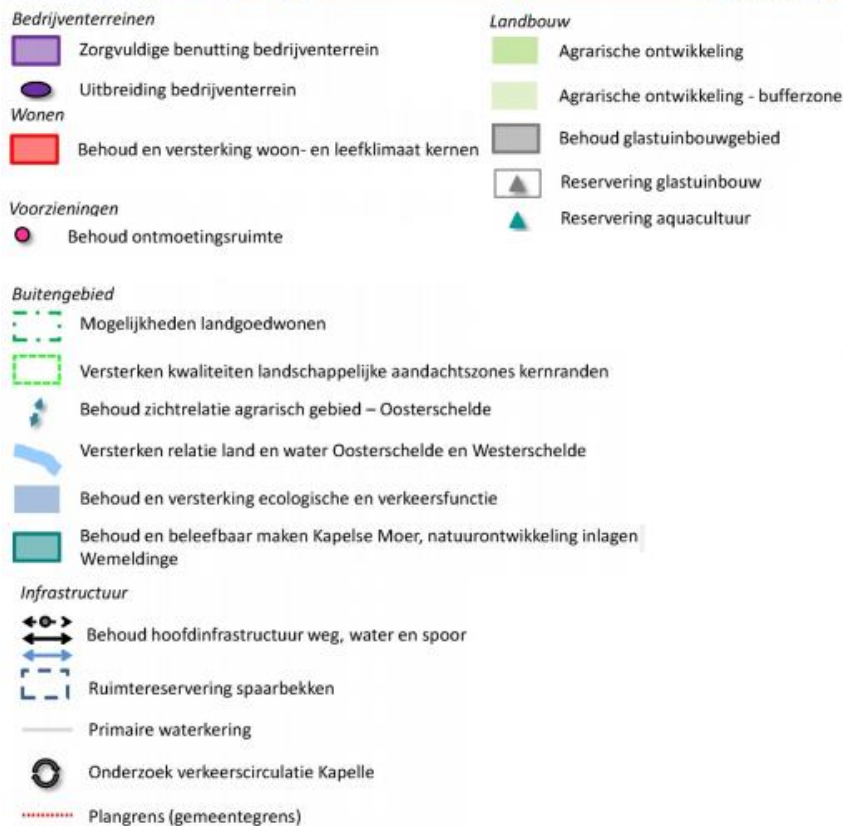 Bedrijventerreinen
Zorgvuldige benutting bedrijventerrein
Uitbreiding bedrijventerrein
Wonen
Behoud en versterking woon- en leefklimaat kernen
Voorzieningen
Behoud ontmoetingsruimte
Landbouw
Agrarische ontwikkeling
Agrarische ontwikkeling - bufferzone
Behoud glastuinbouwgebied
Reservering glastuinbouw
Reservering aquacultuur
Buitengebied
Mogelijkheden landgoedwonen
Versterken kwaliteiten landschappelijke aandachtszones kernranden
Behoud zichtrelatie agrarisch gebied – Oosterschelde
Versterken relatie land en water Oosterschelde en Westerschelde
Behoud en versterking ecologische en verkeersfunctie
Behoud en beleefbaar maken Kapelse Moer, natuurontwikkeling inlagen
Wemeldinge
Infrastructuur
Behoud hoofdinfrastructuur weg, water en spoor
Ruimtereservering spaarbekken
Primaire waterkering
Onderzoek verkeerscirculatie Kapelle
Plangrens (gemeentegrens)